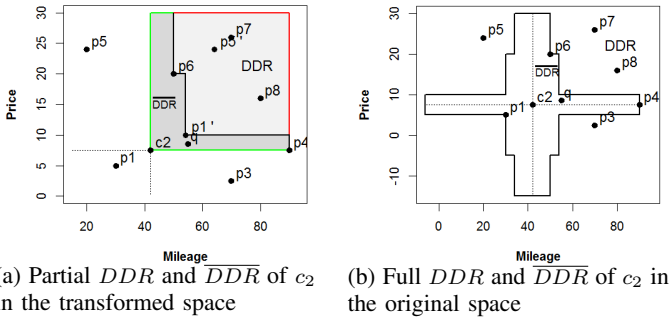 30
25
20
15
10
5
0
Price
p5
p7
p5 '
DDR
p6
p8
DDR
p1 '
c2
q
p4
p1
p3
20
40
60
80
Mileage
(a) Partial DDR and DDR of c2
in the transformed space
30
20
10
0
-10
Price
p5
p7
DDR
p6
DDR
p8
p1
c2
q
p4
p3
0
20
40
60
80
Mileage
(b) Full DDR and DDR of c2 in
the original space